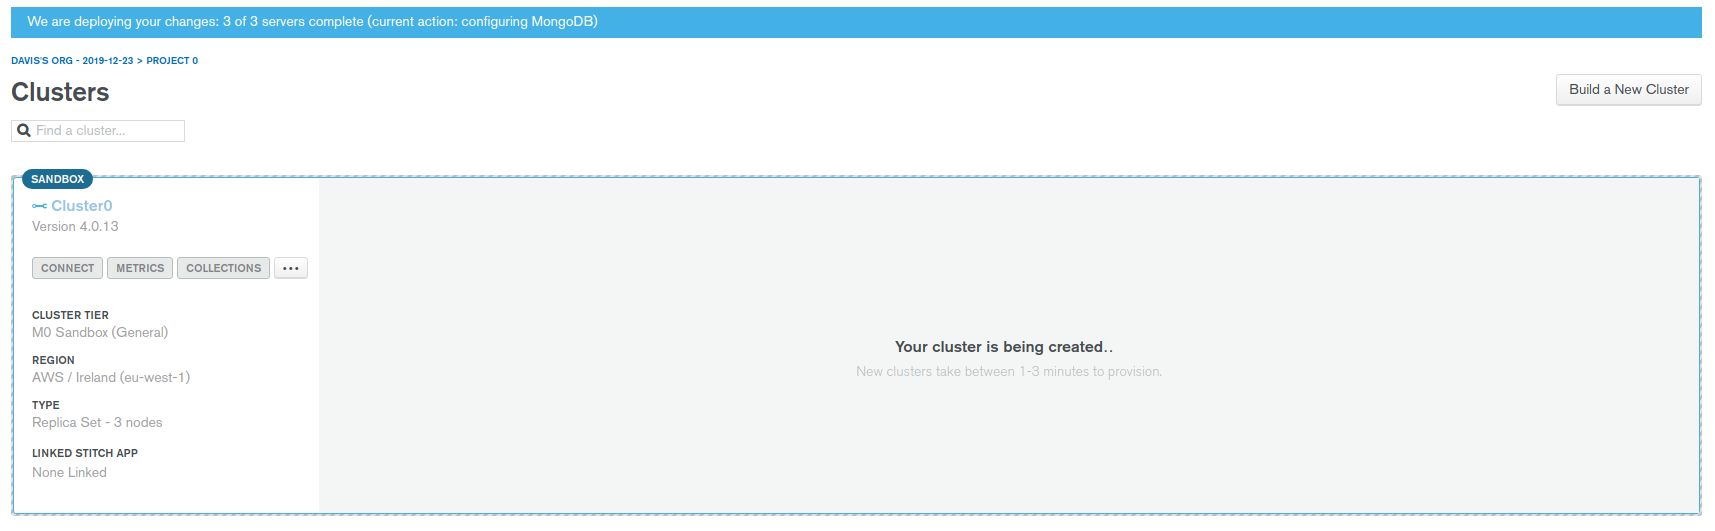 We are deploying your changes: 3 of 3 servers complete (current action: configuring MongoDB)
DAVIS'S ORG - 2019-12-23 > PROJECT 0
Clusters
Build a New Cluster
Find a cluster...
SANDBOX
Cluster0
Version 4.0.13
CONNECT METRICS COLLECTIONS ...
CLUSTER TIER
M0 Sandbox (General)
REGION
AWS / Ireland (eu-west-1)
TYPE
Replica Set - 3 nodes
LINKED STITCH APP
None Linked
Your cluster is being created..
New clusters take between 1-3 minutes to provision.